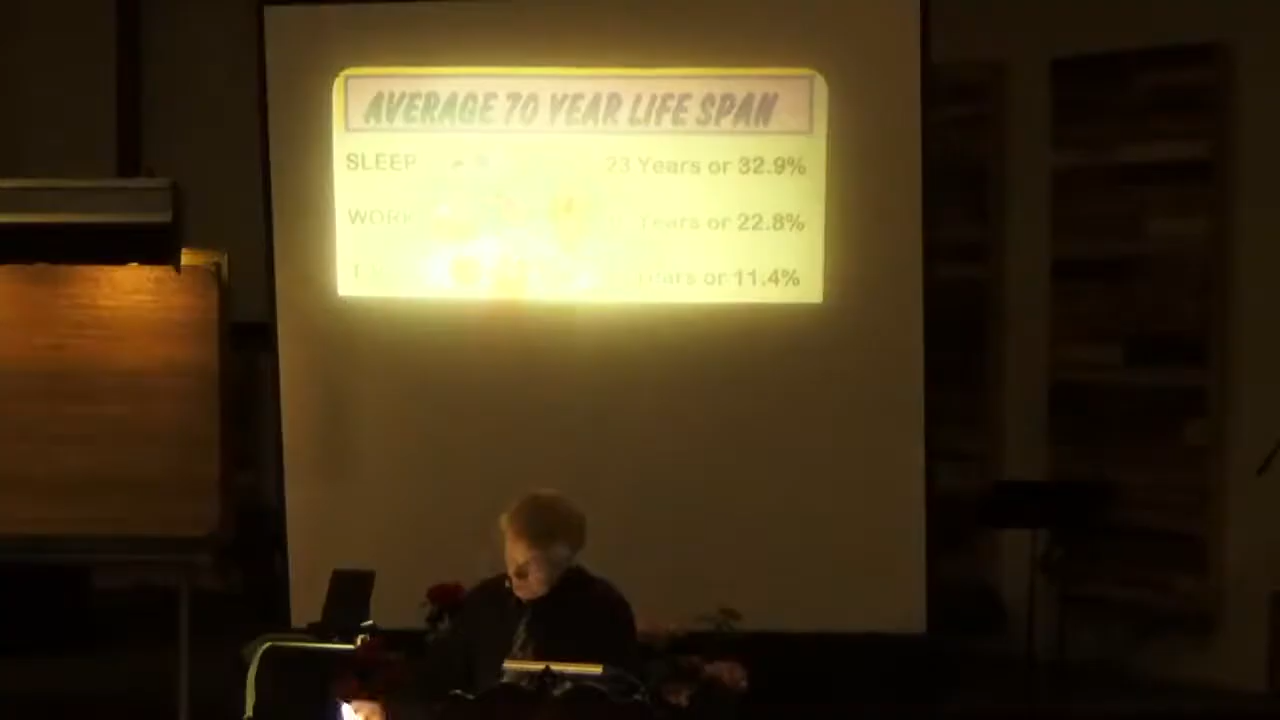 AVERAGE 70 YEAR LIFE SPAN
SLEEP 23 Years or 32.9%
WORK Years or 22.8%
Years or 11.4%